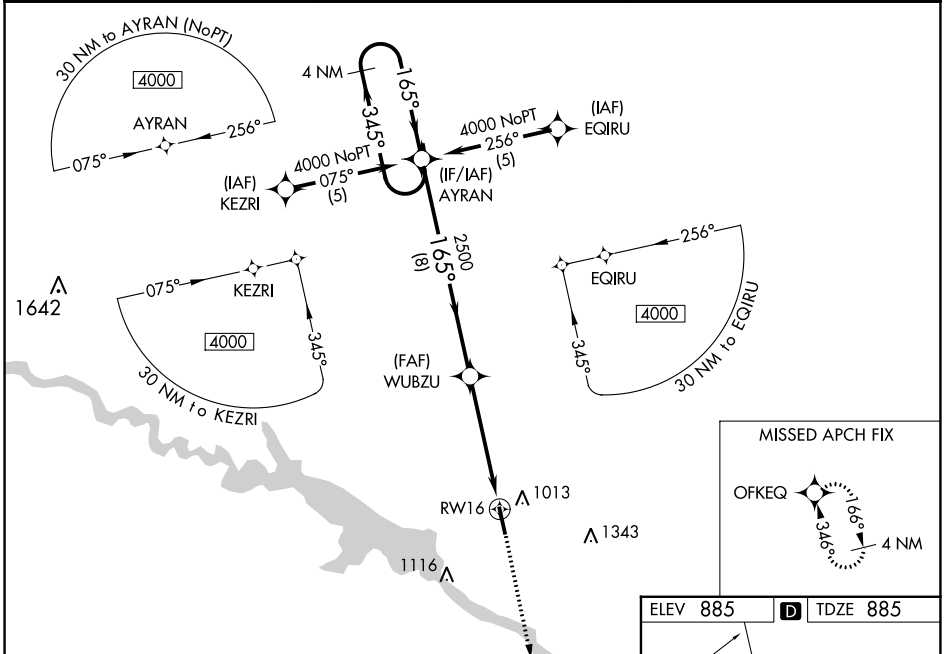 30 NM to AYRAN (NoPT)
4000
AYRAN
075°
256°
4 NM
165°
345°
4000 NoPT
075°
(5)
(IAF)
KEZRI
4000 NoPT
256°
(5)
(IAF)
EQIRU
(IF/IAF)
AYRAN
2500
165°
(8)
1642
075°
KEZRI
4000
345°
30 NM to KEZRI
256°
EQIRU
4000
345°
30 NM to EQIRU
(FAF)
WUBZU
RW16
1013
1343
1116
MISSED APCH FIX
OFKEQ
166°
346°
4 NM
ELEV 885 D TDZE 885